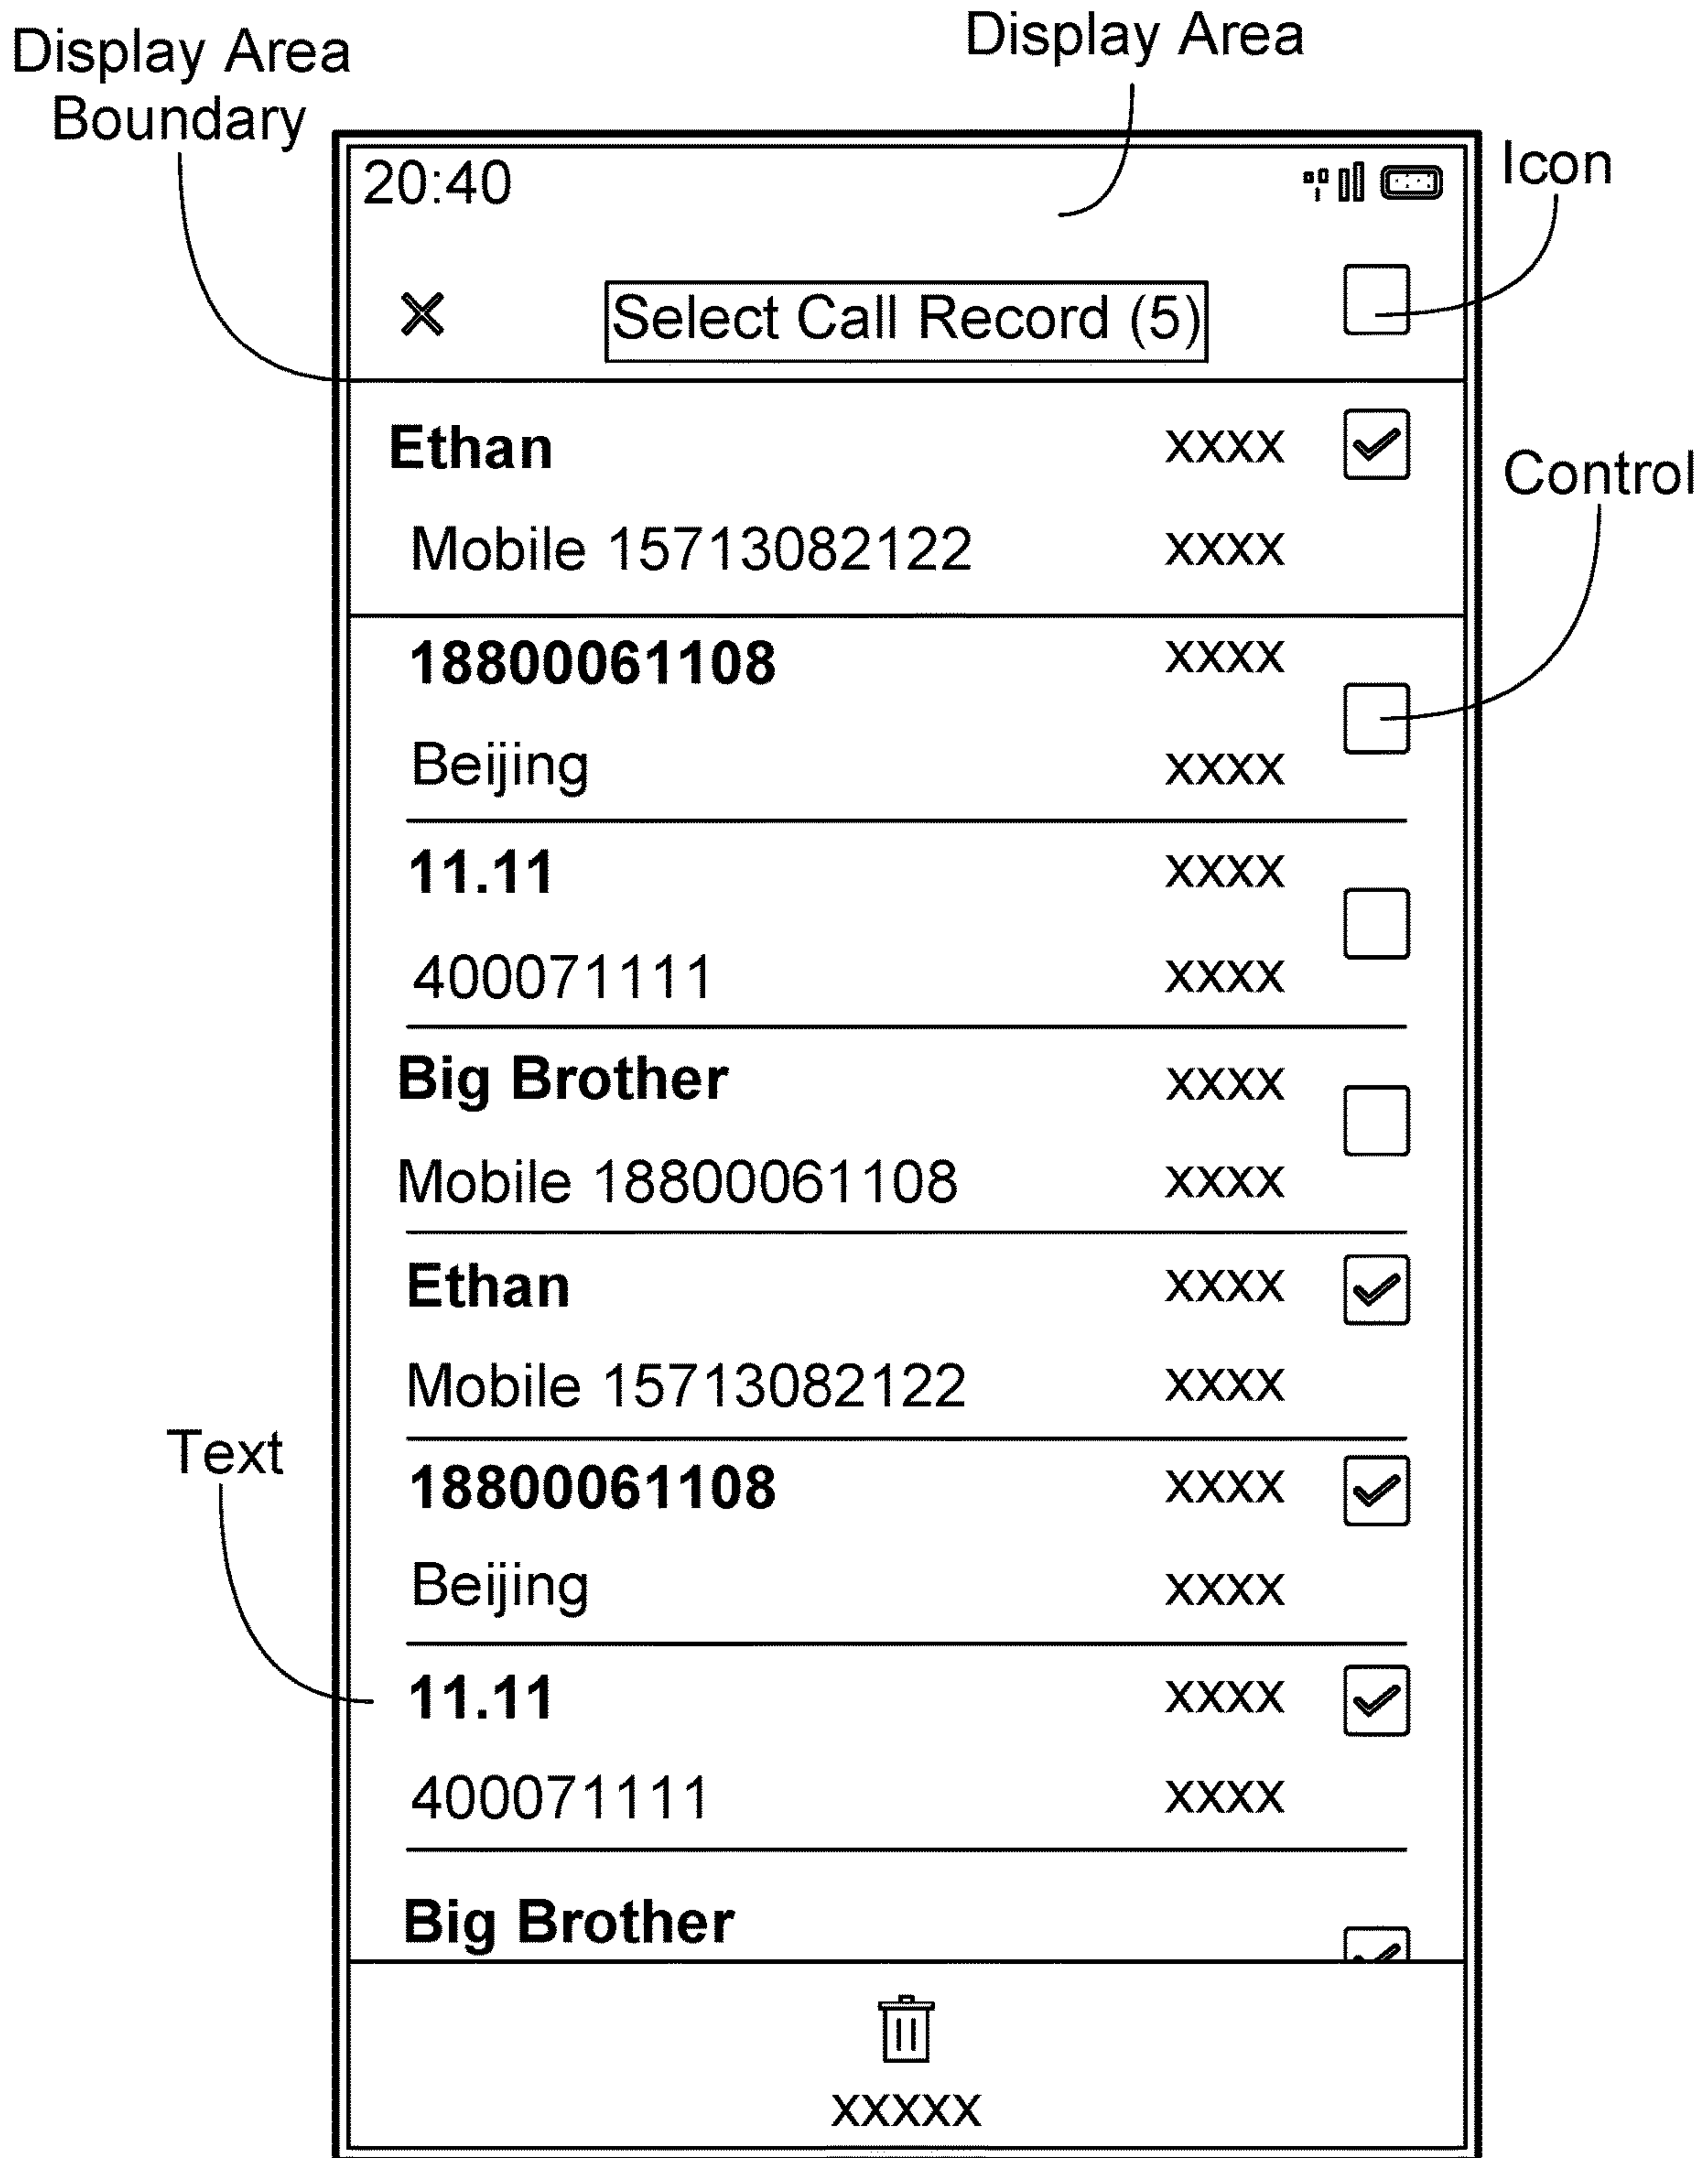 Display Area
Display Area
Boundary
20:40
Icon
Select Call Record (5)
Ethan xxxx
Control
Mobile 15713082122 xxxx
18800061108 xxxx
Beijing xxxx
11.11 xxxx
400071111 xxxx
Big Brother xxxx
Mobile 18800061108 xxxx
Ethan xxxx
Mobile 15713082122 xxxx
Text
18800061108 xxxx
Beijing xxxx
11.11 xxxx
400071111 xxxx
Big Brother
xxxxx